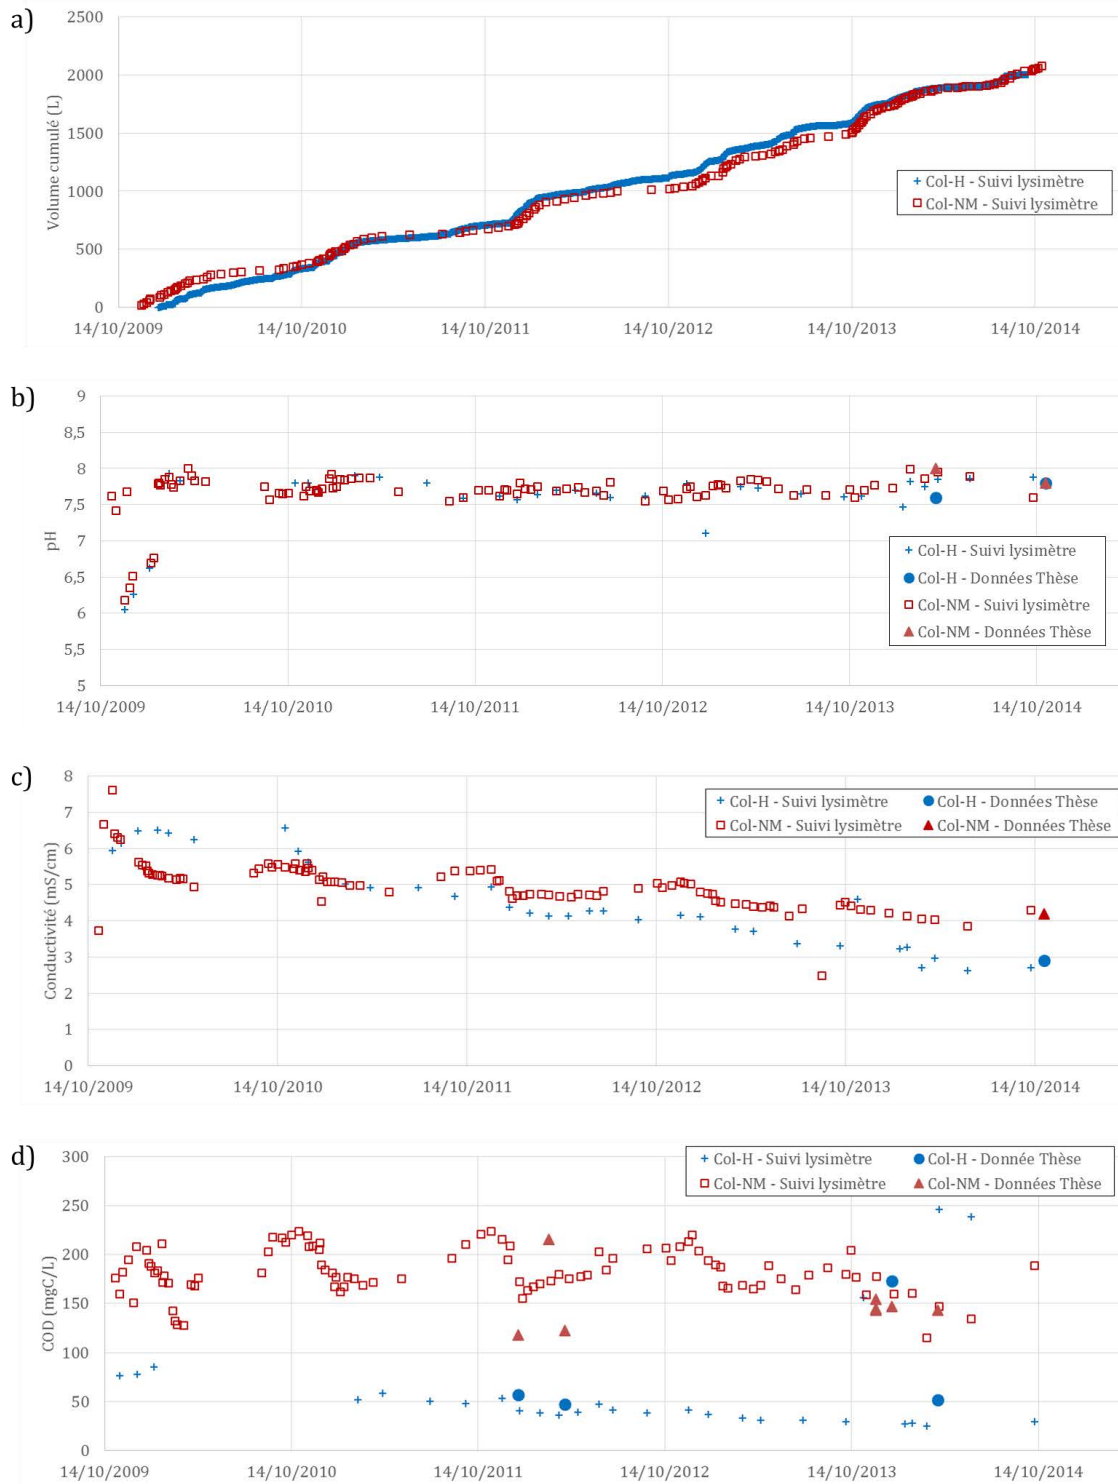 a)
2500
2000
1500
1000
500
0
Volume cumulé (L)
+ Col-H - Suivi lysimètre
Col-NM - Suivi lysimètre
14/10/2009 14/10/2010 14/10/2011 14/10/2012 14/10/2013 14/10/2014
b)
9
8,5
8
7,5
7
6,5
6
5,5
5
pH
+ Col-H - Suivi lysimètre
Col-H - Données Thèse
Col-NM - Suivi lysimètre
Col-NM - Données Thèse
14/10/2009 14/10/2010 14/10/2011 14/10/2012 14/10/2013 14/10/2014
c)
8
7
6
5
4
3
2
1
0
Conductivité (mS/cm)
+ Col-H - Suivi lysimètre Col-H - Données Thèse
Col-NM - Suivi lysimètre Col-NM - Données Thèse
14/10/2009 14/10/2010 14/10/2011 14/10/2012 14/10/2013 14/10/2014
d)
300
250
200
150
100
50
0
COD (mgC/L)
+ Col-H - Suivi lysimètre Col-H - Donnée Thèse
Col-NM - Suivi lysimètre Col-NM - Données Thèse
14/10/2009 14/10/2010 14/10/2011 14/10/2012 14/10/2013 14/10/2014